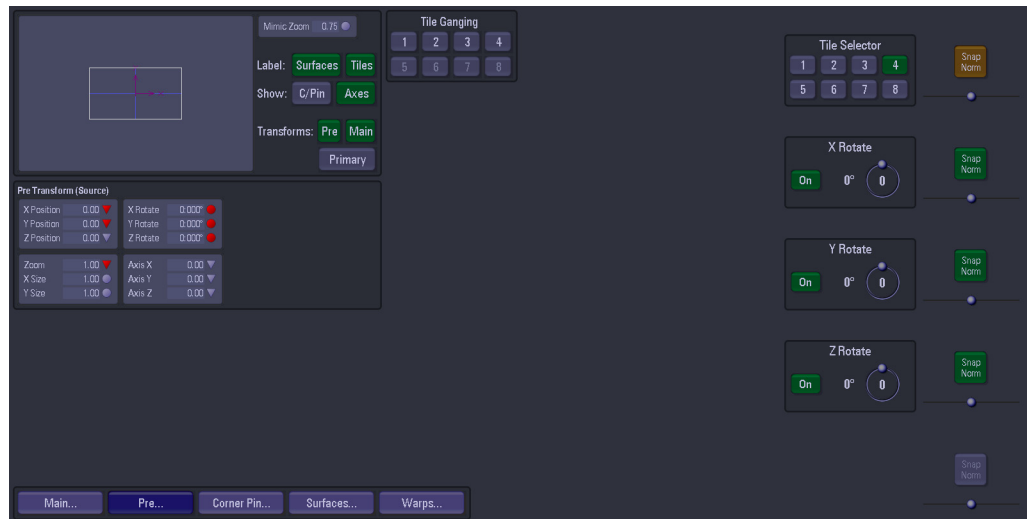 Mimic Zoom 0.75
Label: Surfaces Tiles
Show: C/Pin Axes
Transforms: Pre Main
Primary
Tile Ganging
1 2 3 4
5 6 7 8
Tile Selector
1 2 3 4
5 6 7 8
Snap
Norm
X Rotate
On 0° 0
Snap
Norm
Pre Transform (Source)
X Position 0.00 X Rotate 0.000°
Y Position 0.00 Y Rotate 0.000°
Z Position 0.00 Z Rotate 0.000°
Zoom 1.00 Axis X 0.00
X Size 1.00 Axis Y 0.00
Y Size 1.00 Axis Z 0.00
Y Rotate
On 0° 0
Snap
Norm
Z Rotate
On 0° 0
Snap
Norm
Snap
Norm
Main... Pre... Corner Pin... Surfaces... Warps...